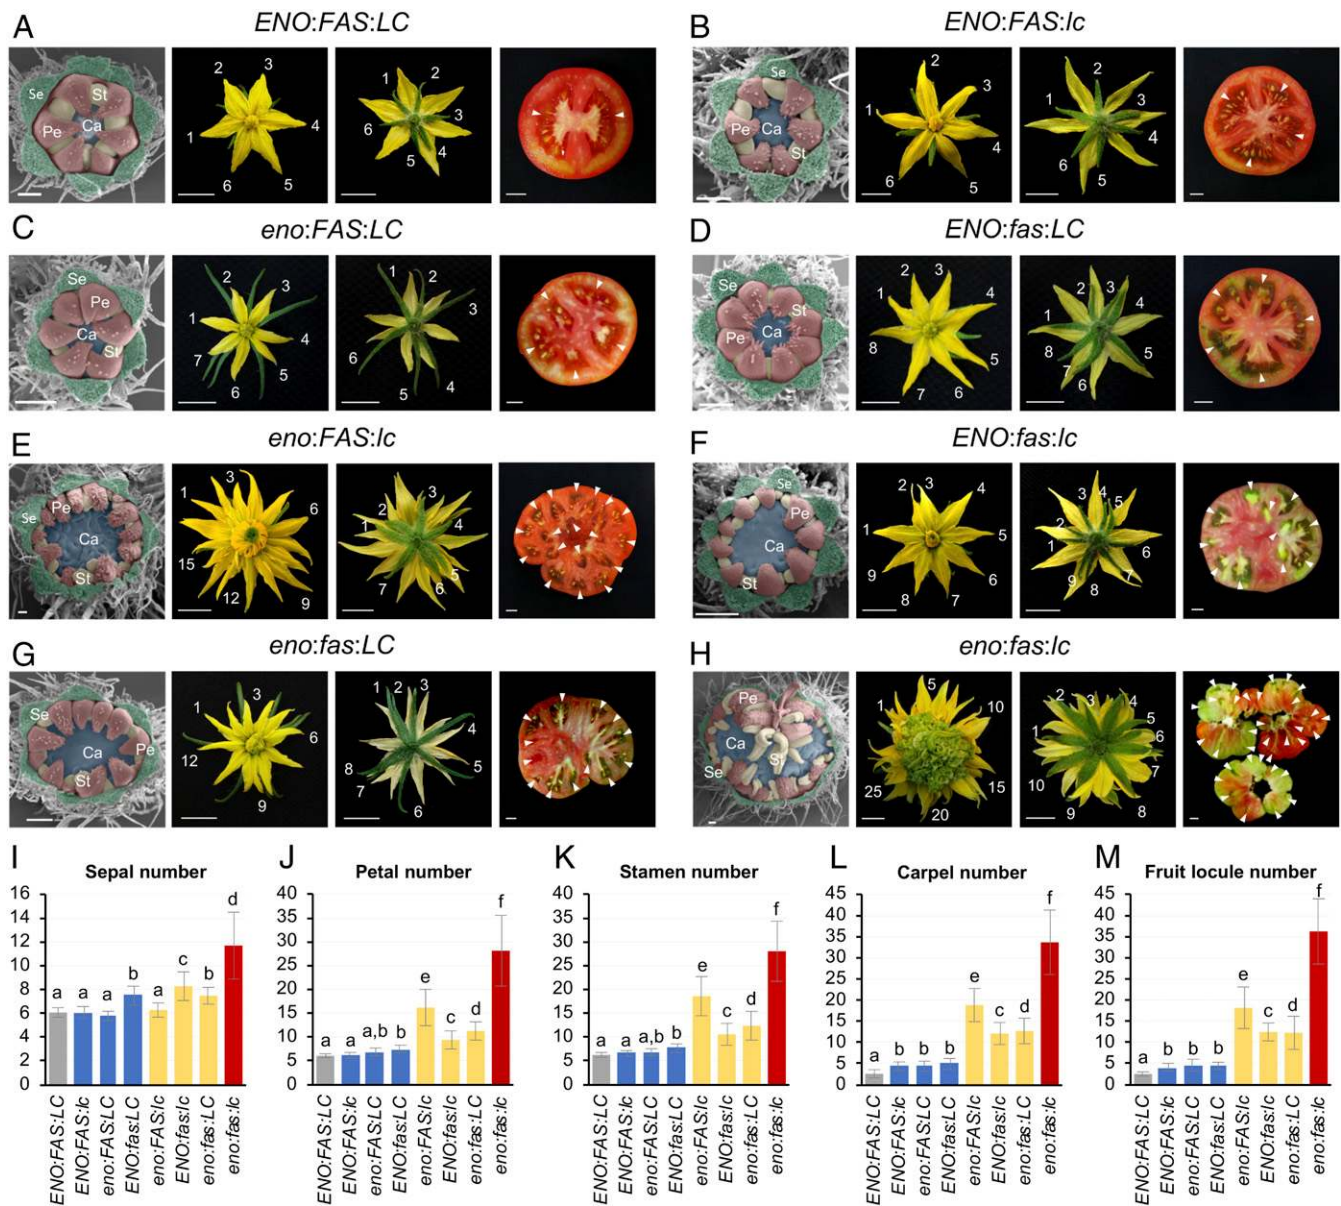 A ENO:FAS:LC
Se St Pe Ca
2 3 1 4 6 5
1 2 3 6 4 5
B ENO:FAS:lc
Se Pe Ca St
2 3 1 4 6 5
2 1 3 4 6 5
C eno:FAS:LC
Se Pe Ca St
2 3 1 4 7 5 6
1 2 3 6 5 4
D ENO:fas:LC
Se St Ca Pe
2 3 1 4 8 5 7 6
2 3 4 1 8 5 7 6
E eno:FAS:lc
Pe Se Ca St
3 1 6 15 12 9
3 2 1 4 5 7 6
F ENO:fas:lc
Se Pe Ca St
2 3 4 1 5 9 6 8 7
3 4 5 2 1 6 9 7 8
G eno:fas:LC
Se Ca Pe St
3 1 6 12 9
1 2 3 4 8 5 7 6
H eno:fas:lc
Pe Ca St Se
5 1 10 25 15 20
2 3 4 5 1 6 7 10 9 8
I Sepal number
16
14
12
10
8
6
4
2
0
a a a b a c b d
ENO:FAS:LC
ENO:FAS:lc
eno:FAS:LC
ENO:fas:LC
eno:FAS:lc
ENO:fas:lc
eno:fas:LC
eno:fas:lc
J Petal number
40
35
30
25
20
15
10
5
0
a a a,b b e c d f
ENO:FAS:LC
ENO:FAS:lc
eno:FAS:LC
ENO:fas:LC
eno:FAS:lc
ENO:fas:lc
eno:fas:LC
eno:fas:lc
K Stamen number
40
35
30
25
20
15
10
5
0
a a a,b b e c d f
ENO:FAS:LC
ENO:FAS:lc
eno:FAS:LC
ENO:fas:LC
eno:FAS:lc
ENO:fas:lc
eno:fas:LC
eno:fas:lc
L Carpel number
45
40
35
30
25
20
15
10
5
0
a b b b e c d f
ENO:FAS:LC
ENO:FAS:lc
eno:FAS:LC
ENO:fas:LC
eno:FAS:lc
ENO:fas:lc
eno:fas:LC
eno:fas:lc
M Fruit locule number
45
40
35
30
25
20
15
10
5
0
a b b b e c d f
ENO:FAS:LC
ENO:FAS:lc
eno:FAS:LC
ENO:fas:LC
eno:FAS:lc
ENO:fas:lc
eno:fas:LC
eno:fas:lc